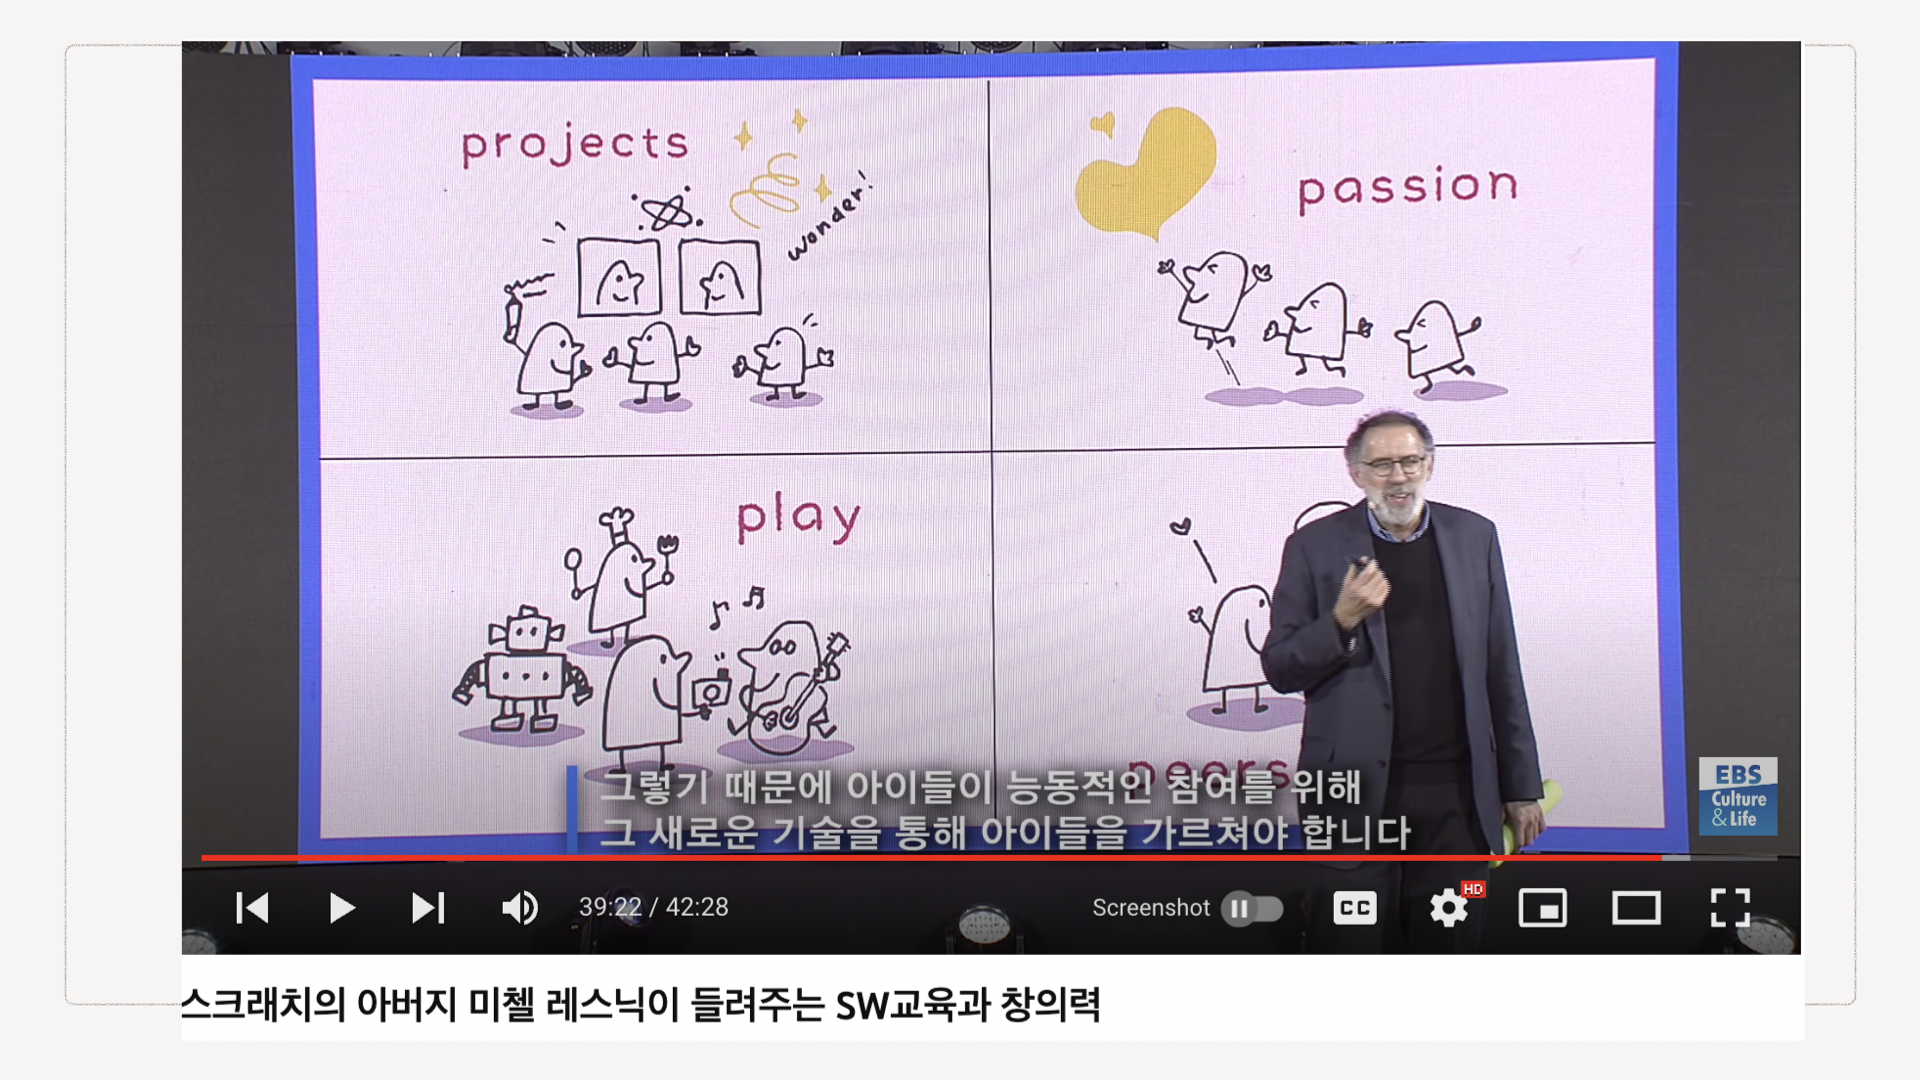 projects
wonder!
passion
play
peers
그렇기 때문에 아이들이 능동적인 참여를 위해
그 새로운 기술을 통해 아이들을 가르쳐야 합니다
EBS
Culture
& Life
39:22 / 42:28
Screenshot
CC
HD
스크래치의 아버지 미첼 레스닉이 들려주는 SW교육과 창의력